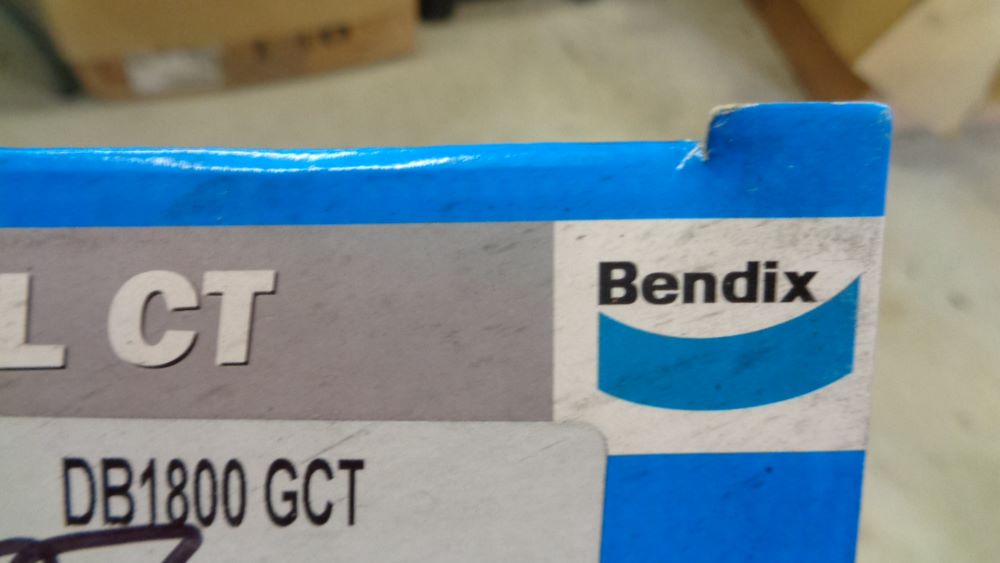 Bendix
L CT
DB1800 GCT